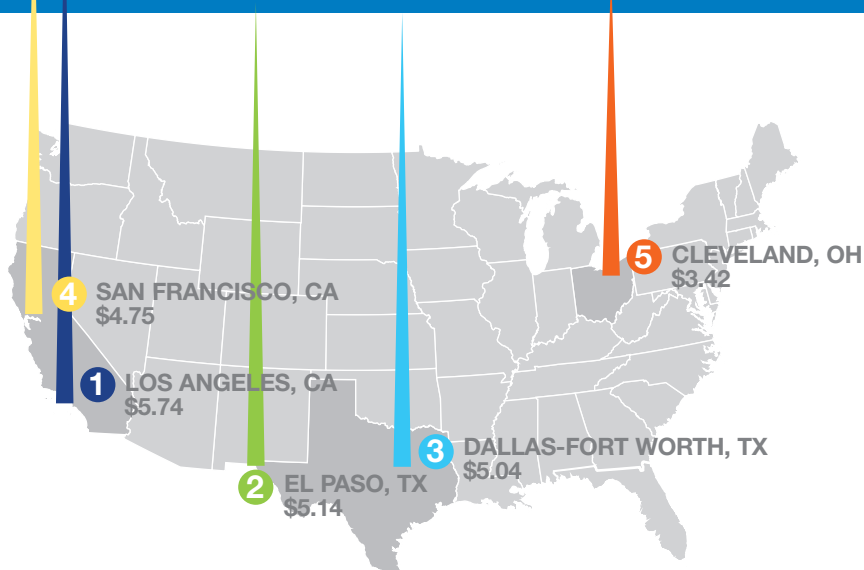 5 CLEVELAND, OH
$3.42
4 SAN FRANCISCO, CA
$4.75
1 LOS ANGELES, CA
$5.74
3 DALLAS-FORT WORTH, TX
$5.04
2 EL PASO, TX
$5.14